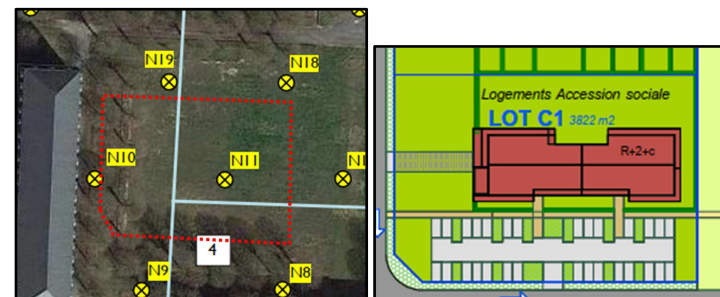 N19
N18
N10
N11
N1
4
N9
N8
Logements Accession sociale
LOT C1 3822 m2
R+2+c